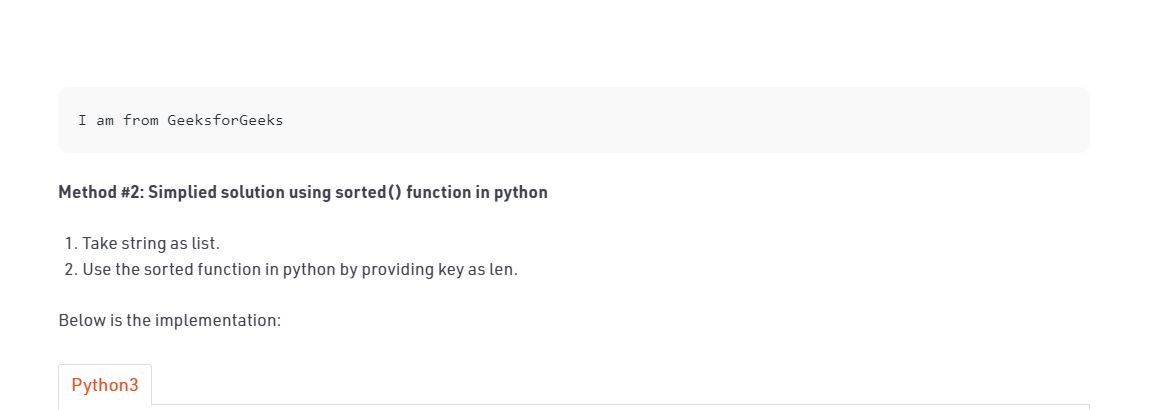 I am from GeeksforGeeks
Method #2: Simplied solution using sorted() function in python
1. Take string as list.
2. Use the sorted function in python by providing key as len.
Below is the implementation:
Python3